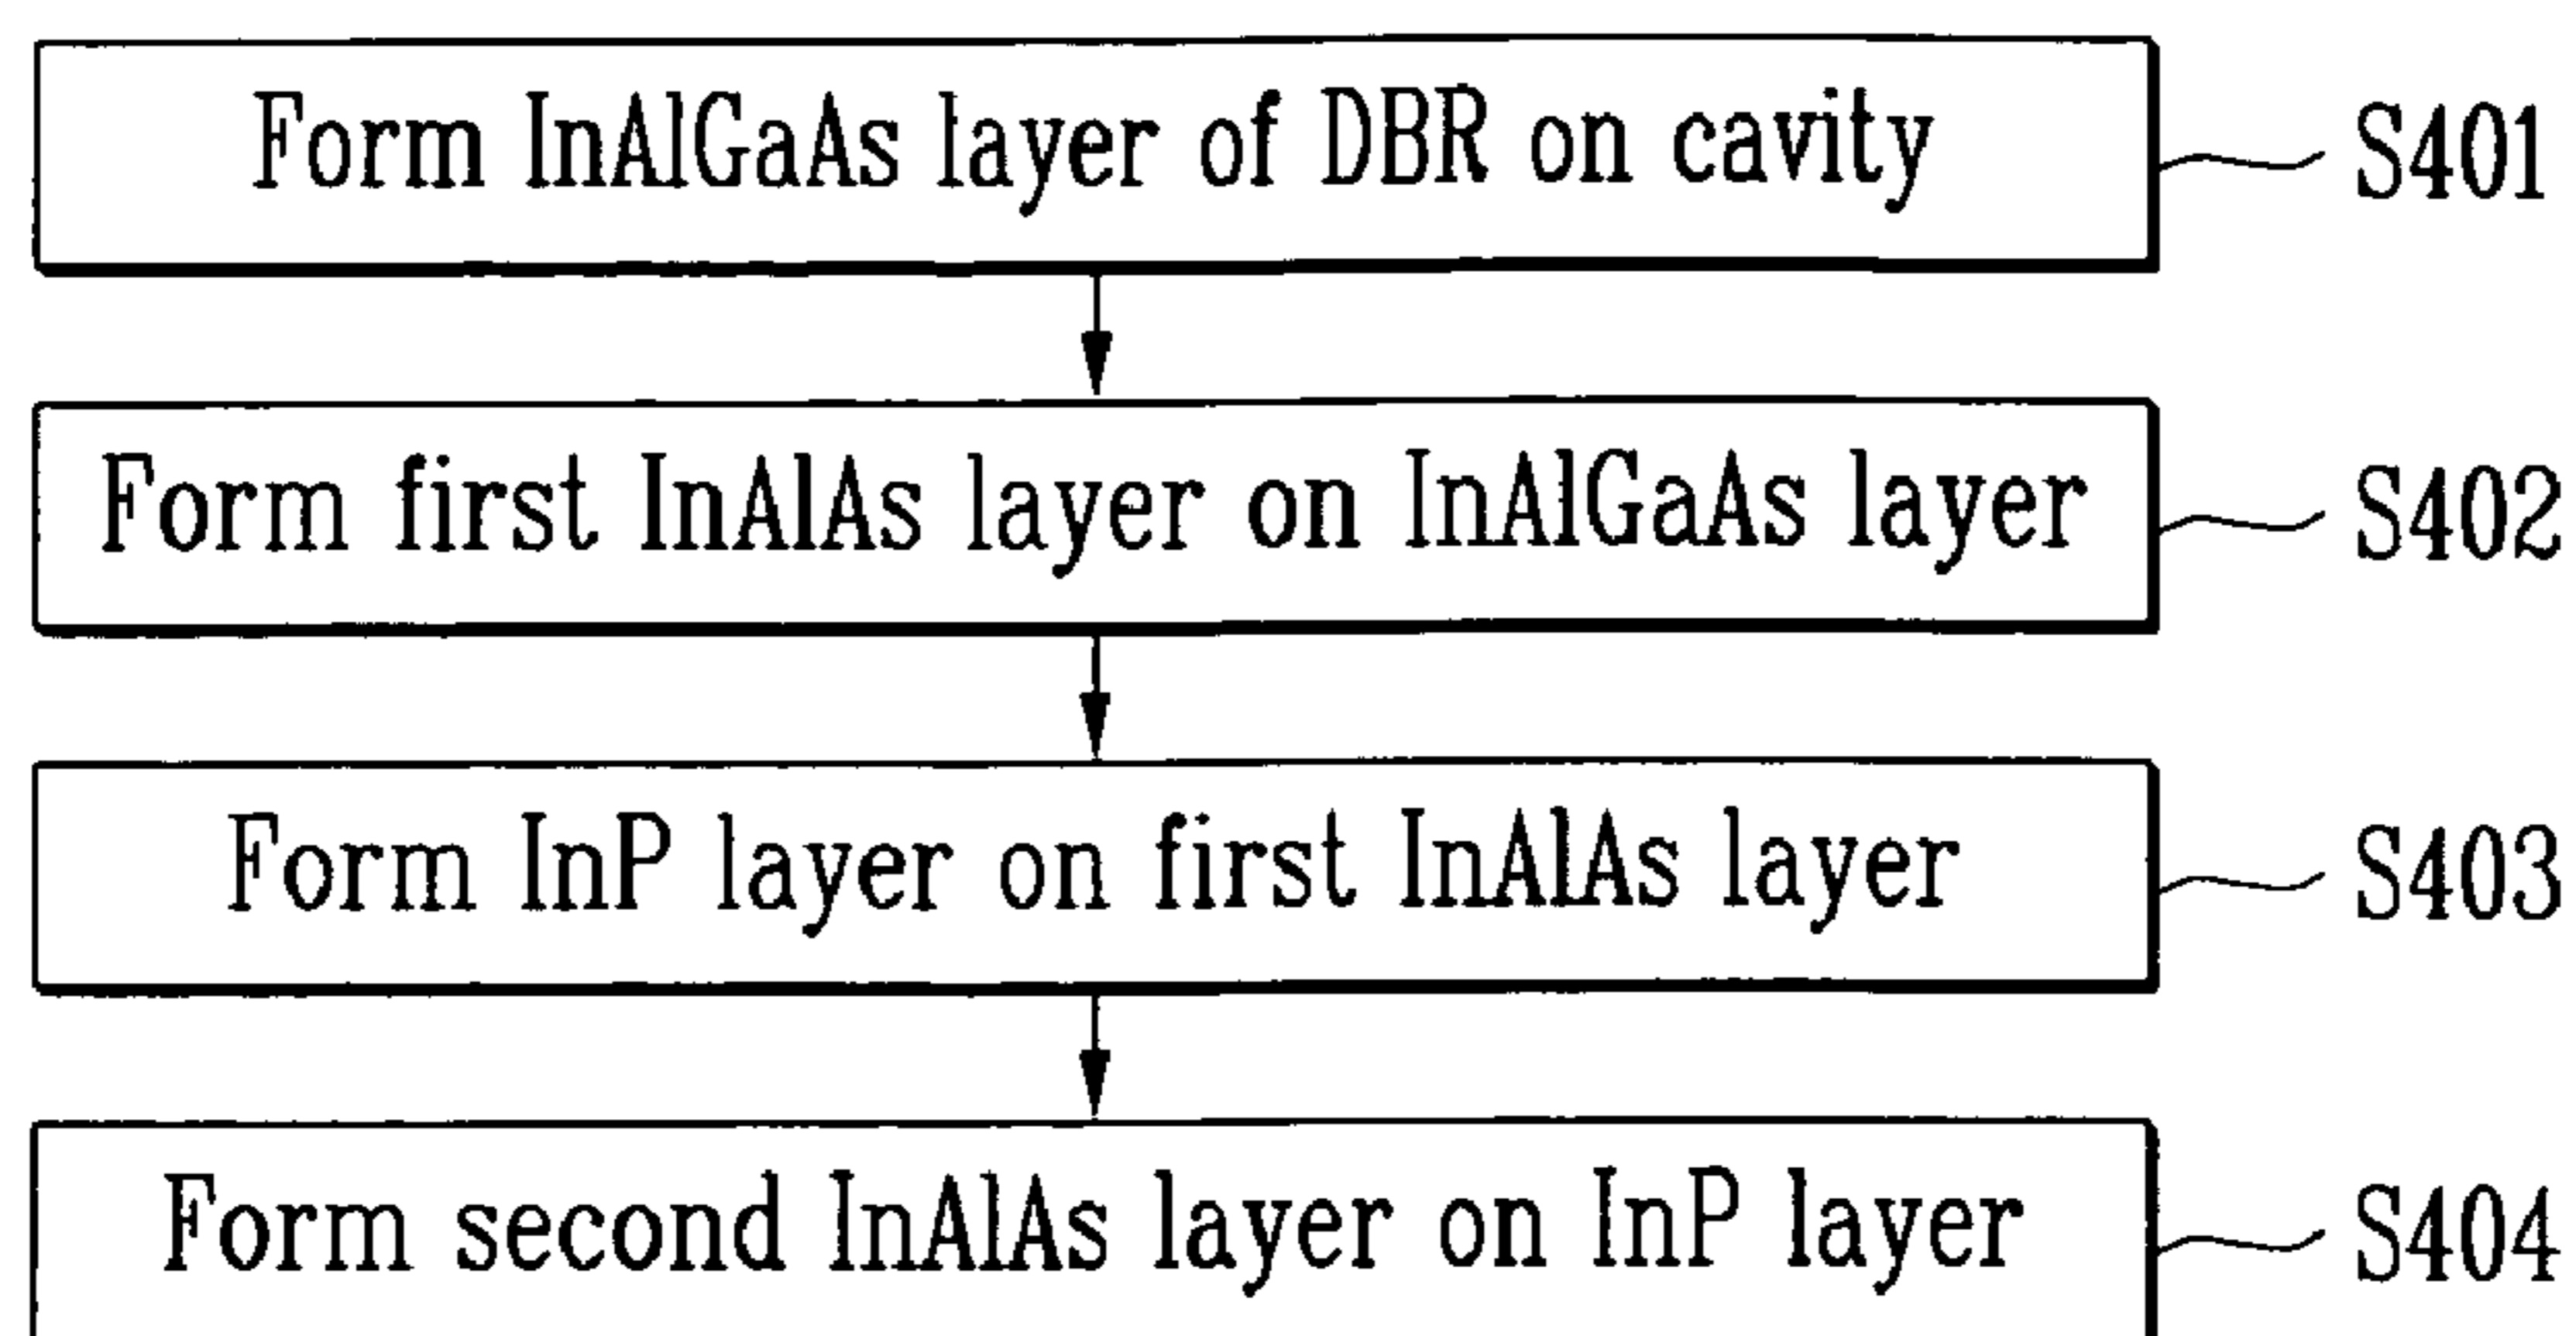 Form InAlGaAs layer of DBR on cavity S401
Form first InAlAs layer on InAlGaAs layer S402
Form InP layer on first InAlAs layer S403
Form second InAlAs layer on InP layer S404